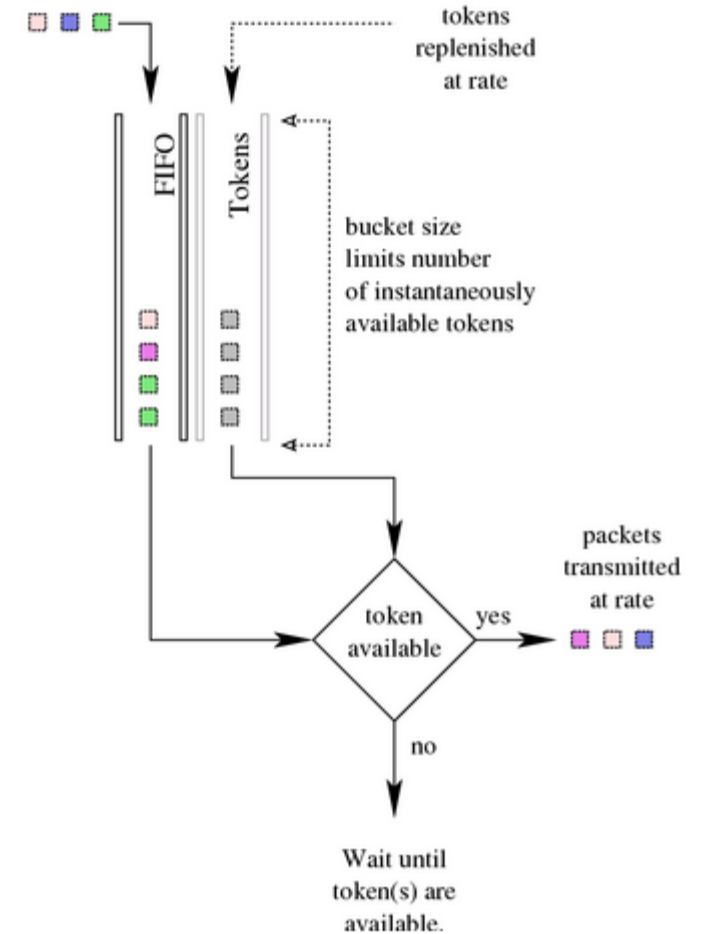 tokens
replenished
at rate
FIFO
Tokens
bucket size
limits number
of instantaneously
available tokens
packets
transmitted
at rate
token
available
yes
no
Wait until
token(s) are
available.